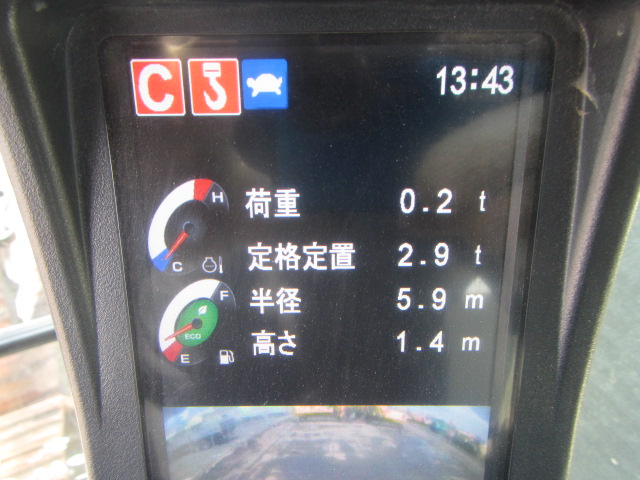 C 13:43
H 荷重 0.2 t
C 定格定置 2.9 t
F 半径 5.9 m
ECO
E 高さ 1.4 m